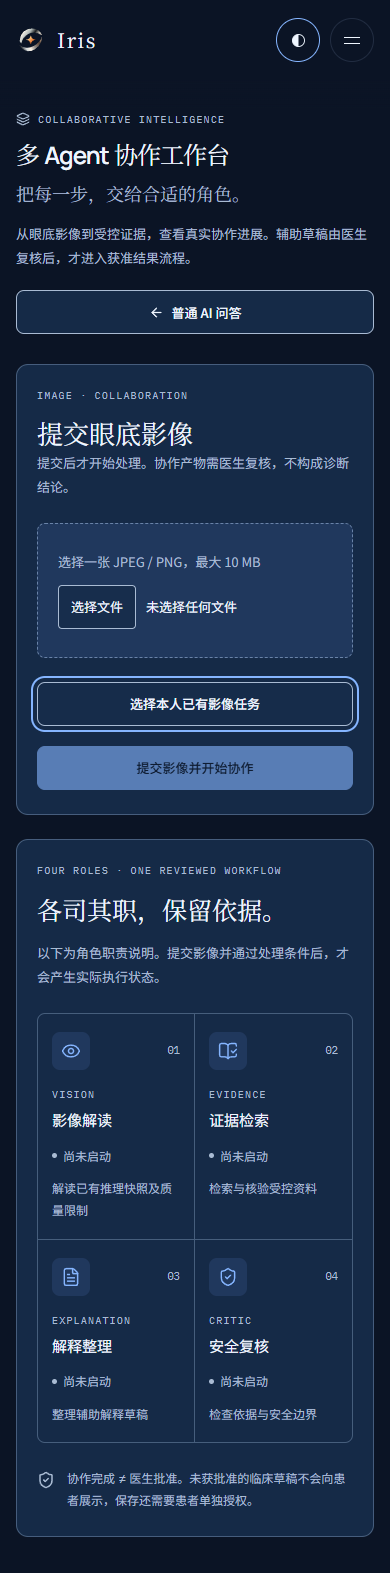 Iris
COLLABORATIVE INTELLIGENCE
多 Agent 协作工作台
把每一步，交给合适的角色。
从眼底影像到受控证据，查看真实协作进展。辅助草稿由医生
复核后，才进入获准结果流程。
← 普通 AI 问答
IMAGE · COLLABORATION
提交眼底影像
提交后才开始处理。协作产物需医生复核，不构成诊断
结论。
选择一张 JPEG / PNG，最大 10 MB
选择文件 未选择任何文件
选择本人已有影像任务
提交影像并开始协作
FOUR ROLES · ONE REVIEWED WORKFLOW
各司其职，保留依据。
以下为角色职责说明。提交影像并通过处理条件后，才
会产生实际执行状态。
01
VISION
影像解读
尚未启动
解读已有推理快照及质
量限制
02
EVIDENCE
证据检索
尚未启动
检索与核验受控资料
03
EXPLANATION
解释整理
尚未启动
整理辅助解释草稿
04
CRITIC
安全复核
尚未启动
检查依据与安全边界
协作完成 ≠ 医生批准。未获批准的临床草稿不会向患
者展示，保存还需要患者单独授权。